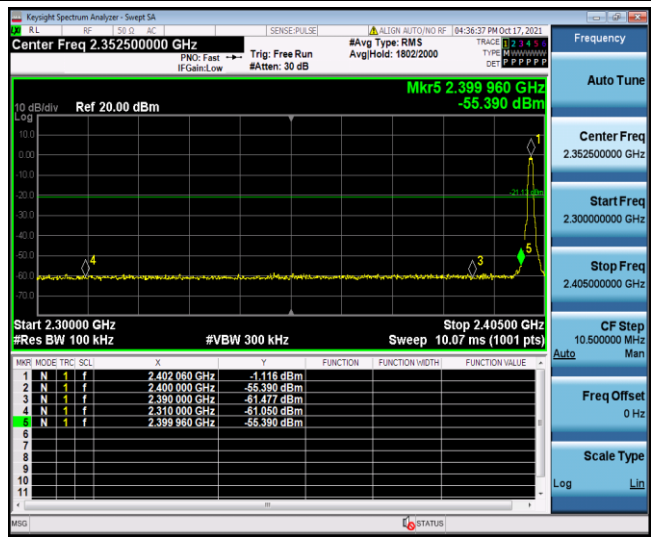 Keysight Spectrum Analyzer - Swept SA
RL RF 50 Ω AC SENSE:PULSE ALIGN AUTO/NO RF 04:36:37 PM Oct 17, 2021
Center Freq 2.352500000 GHz
PNO: Fast
IFGain:Low
Trig: Free Run
#Atten: 30 dB
#Avg Type: RMS
Avg|Hold: 1802/2000
TRACE 1 2 3 4 5 6
TYPE M WWWWW
DET P P P P P P
Mkr5 2.399 960 GHz
-55.390 dBm
10 dB/div Ref 20.00 dBm
Log
10.0
0.00
-10.0
-20.0
-30.0
-40.0
-50.0
-60.0
-70.0
1
-21.13 dBm
5
3
4
Start 2.30000 GHz Stop 2.40500 GHz
#Res BW 100 kHz #VBW 300 kHz Sweep 10.07 ms (1001 pts)
MKR MODE TRC SCL X Y FUNCTION FUNCTION WIDTH FUNCTION VALUE
1 N 1 f 2.402 060 GHz -1.116 dBm
2 N 1 f 2.400 000 GHz -55.390 dBm
3 N 1 f 2.390 000 GHz -61.477 dBm
4 N 1 f 2.310 000 GHz -61.050 dBm
5 N 1 f 2.399 960 GHz -55.390 dBm
6
7
8
9
10
11
MSG STATUS
Frequency
Auto Tune
Center Freq
2.352500000 GHz
Start Freq
2.300000000 GHz
Stop Freq
2.405000000 GHz
CF Step
10.500000 MHz
Auto Man
Freq Offset
0 Hz
Scale Type
Log Lin